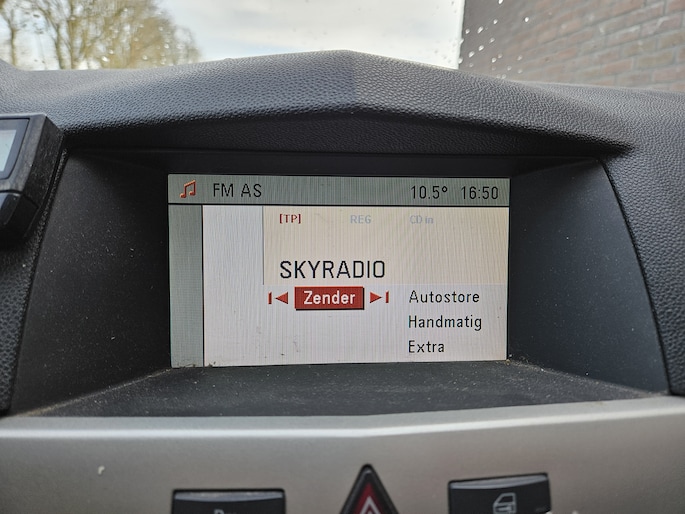 FM AS 10.5° 16:50
[TP] REG CD in
SKYRADIO
Zender
Autostore
Handmatig
Extra